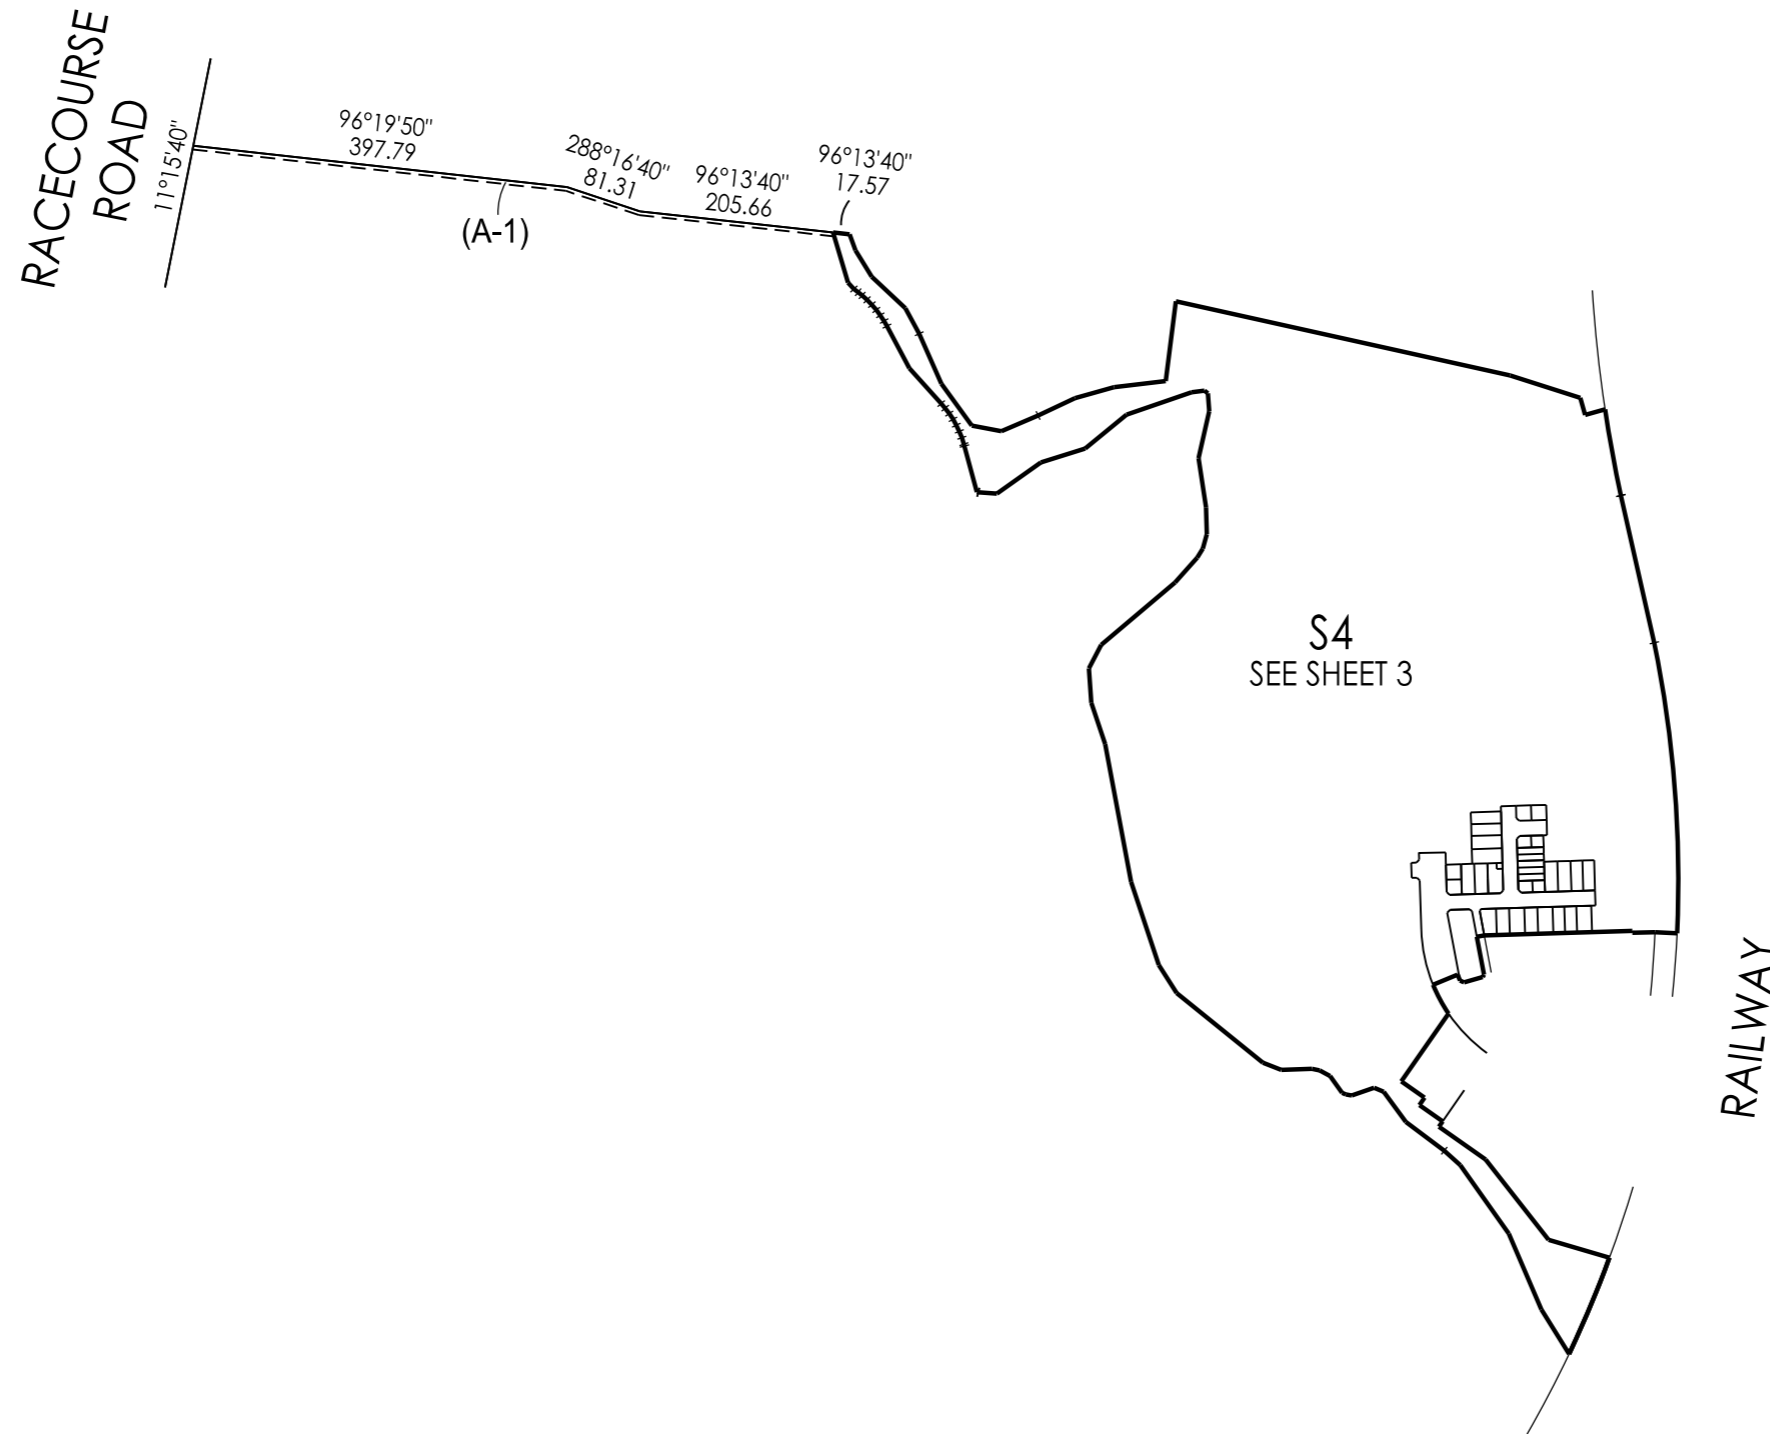 RACECOURSE
ROAD
11°15'40"
96°19'50"
397.79
(A-1)
288°16'40"
81.31
96°13'40"
205.66
96°13'40"
17.57
S4
SEE SHEET 3
RAILWAY